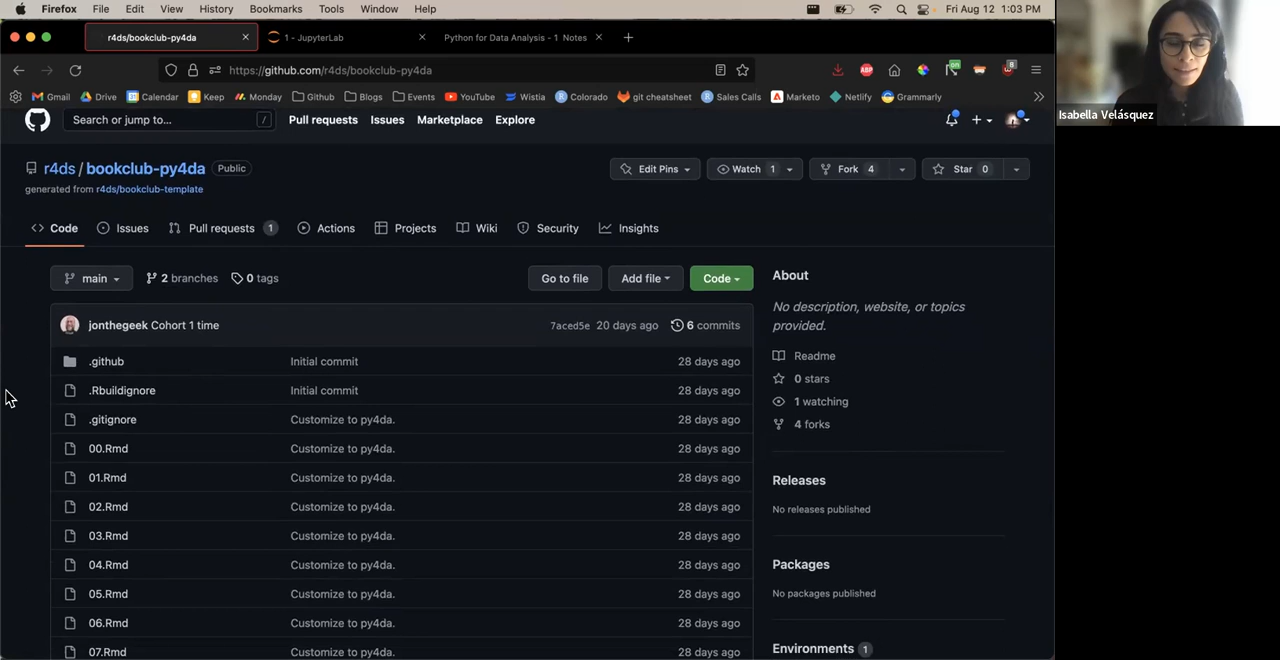 Firefox File Edit View History Bookmarks Tools Window Help Fri Aug 12 1:03 PM
r4ds/bookclub-py4da 1 - JupyterLab Python for Data Analysis - 1 Notes
https://github.com/r4ds/bookclub-py4da
Gmail Drive Calendar Keep Monday Github Blogs Events YouTube Wistia Colorado git cheatsheet Sales Calls Marketo Netlify Grammarly
Isabella Velásquez
Search or jump to... / Pull requests Issues Marketplace Explore
r4ds / bookclub-py4da Public Edit Pins Watch 1 Fork 4 Star 0
generated from r4ds/bookclub-template
Code Issues Pull requests 1 Actions Projects Wiki Security Insights
main 2 branches 0 tags Go to file Add file Code
About
No description, website, or topics
provided.
jonthegeek Cohort 1 time 7aced5e 20 days ago 6 commits
.github Initial commit 28 days ago
.Rbuildignore Initial commit 28 days ago
.gitignore Customize to py4da. 28 days ago
00.Rmd Customize to py4da. 28 days ago
01.Rmd Customize to py4da. 28 days ago
02.Rmd Customize to py4da. 28 days ago
03.Rmd Customize to py4da. 28 days ago
04.Rmd Customize to py4da. 28 days ago
05.Rmd Customize to py4da. 28 days ago
06.Rmd Customize to py4da. 28 days ago
07.Rmd Customize to py4da. 28 days ago
Readme
0 stars
1 watching
4 forks
Releases
No releases published
Packages
No packages published
Environments 1